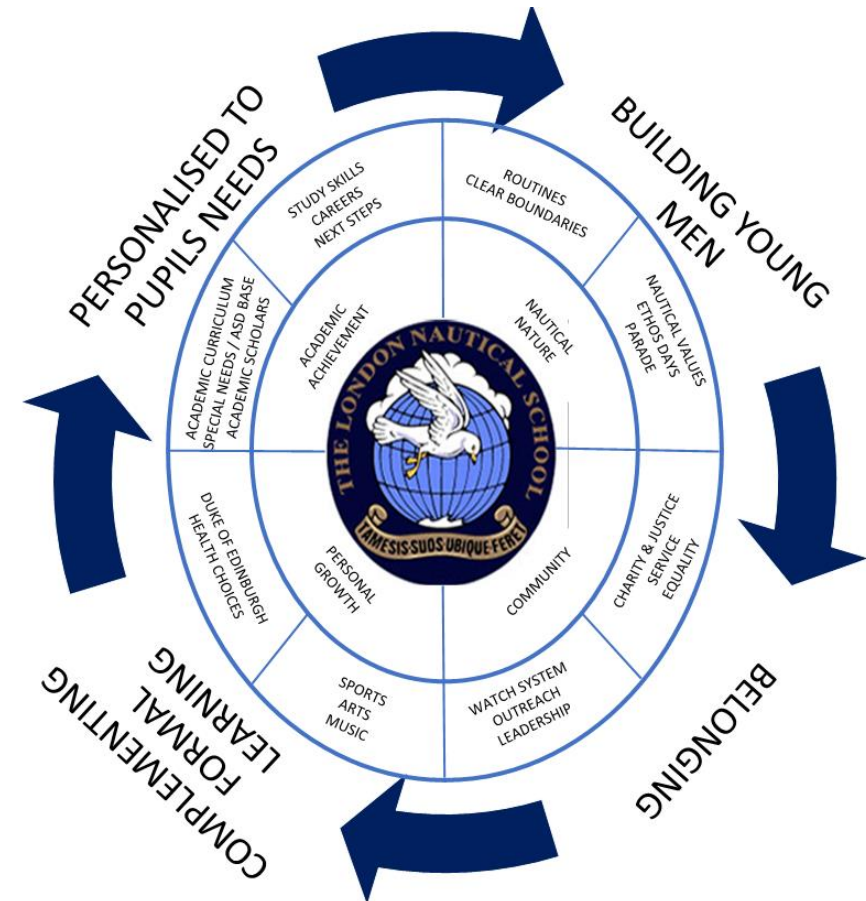 PERSONALISED TO
PUPILS NEEDS
BUILDING YOUNG
MEN
BELONGING
COMPLEMENTING
FORMAL
LEARNING
STUDY SKILLS
CAREERS
NEXT STEPS
ROUTINES
CLEAR BOUNDARIES
NAUTICAL VALUES
ETHOS DAYS
PARADE
CHARITY & JUSTICE
SERVICE
EQUALITY
WATCH SYSTEM
OUTREACH
LEADERSHIP
SPORTS
ARTS
MUSIC
DUKE OF EDINBURGH
HEALTH CHOICES
ACADEMIC CURRICULUM
SPECIAL NEEDS / ASD BASE
ACADEMIC SCHOLARS
ACADEMIC
ACHIEVEMENT
NAUTICAL
NATURE
COMMUNITY
PERSONAL
GROWTH
THE LONDON NAUTICAL SCHOOL
TAMESIS·SUOS·UBIQUE·FERET